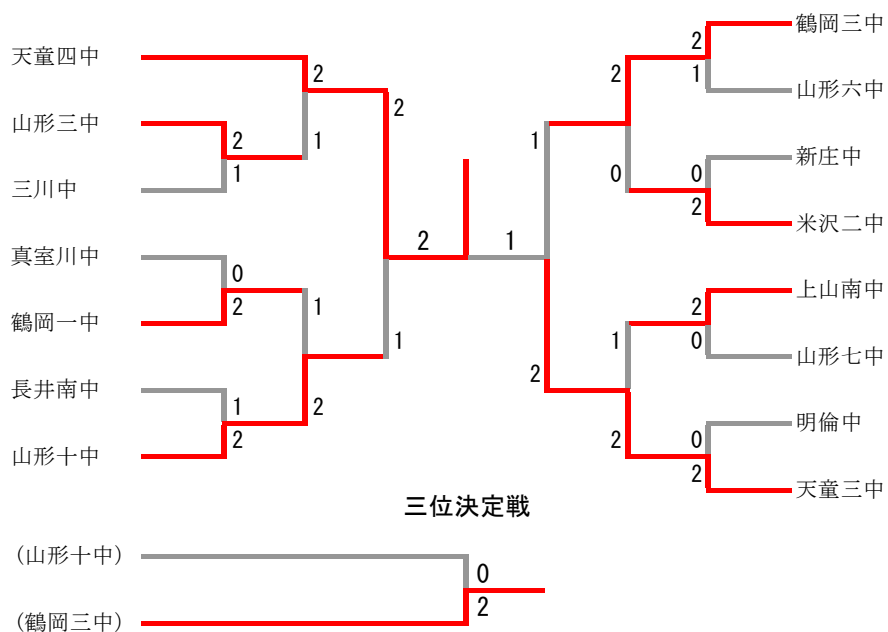 鶴岡三中
天童四中
2
2
2
1
山形六中
2
1
山形三中
2
1
1
新庄中
2
1
0
0
三川中
2
米沢二中
真室川中
2
1
0
上山南中
2
1
2
鶴岡一中
1
1
0
山形七中
長井南中
2
1
2
明倫中
2
2
0
山形十中
2
天童三中
三位決定戦
(山形十中)
0
2
(鶴岡三中)